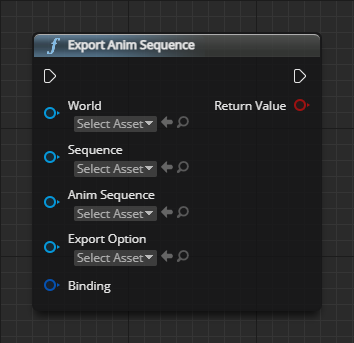 Export Anim Sequence
World
Return Value
Select Asset
Sequence
Select Asset
Anim Sequence
Select Asset
Export Option
Select Asset
Binding